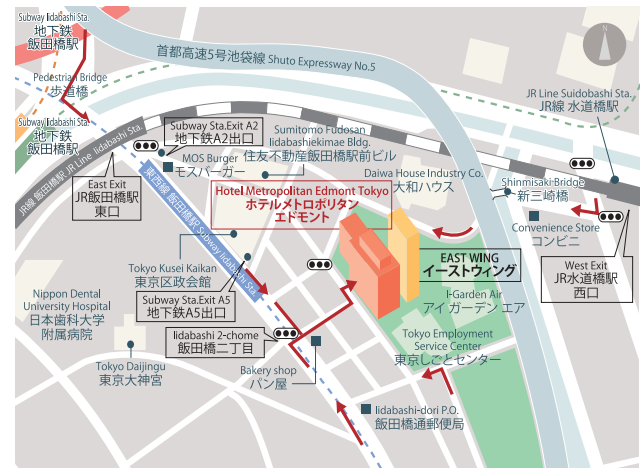 Subway Iidabashi Sta.
地下鉄
飯田橋駅
首都高速5号池袋線 Shuto Expressway No.5
Pedestrian Bridge
歩道橋
Subway Iidabashi Sta.
地下鉄
飯田橋駅
JR線 飯田橋駅 JR Line Iidabashi Sta.
Subway Sta.Exit A2
地下鉄A2出口
Sumitomo Fudosan
Iidabashiekimae Bldg.
住友不動産飯田橋駅前ビル
MOS Burger
モスバーガー
JR Line Suidobashi Sta.
JR線 水道橋駅
East Exit
JR飯田橋駅
東口
Daiwa House Industry Co.
大和ハウス
Shinmisaki-Bridge
新三崎橋
Hotel Metropolitan Edmont Tokyo
ホテルメトロポリタン
エドモント
東西線 飯田橋駅 Subway Iidabashi Sta.
Convenience Store
コンビニ
West Exit
JR水道橋駅
西口
Tokyo Kusei Kaikan
東京区政会館
EAST WING
イーストウィング
Subway Sta.Exit A5
地下鉄A5出口
I-Garden Air
アイ ガーデン エア
Nippon Dental
University Hospital
日本歯科大学
附属病院
Iidabashi 2-chome
飯田橋二丁目
Tokyo Employment
Service Center
東京しごとセンター
Tokyo Daijingu
東京大神宮
Bakery shop
パン屋
Iidabashi-dori P.O.
飯田橋通郵便局